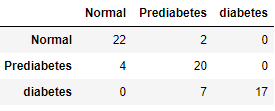 Normal Prediabetes diabetes
Normal 22 2 0
Prediabetes 4 20 0
diabetes 0 7 17